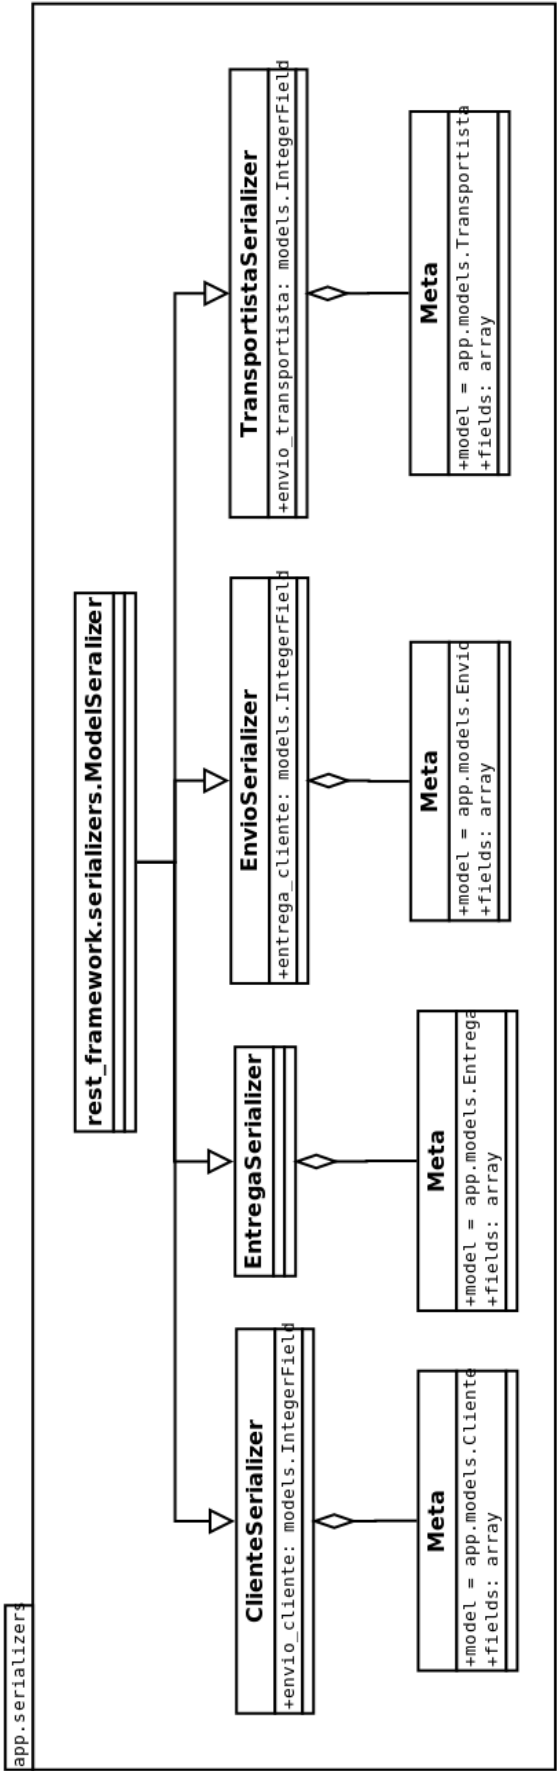 app.serializers
rest_framework.serializers.ModelSeralizer
ClienteSerializer
+envio_cliente: models.IntegerField
EntregaSerializer
EnvioSerializer
+entrega_cliente: models.IntegerField
TransportistaSerializer
+envio_transportista: models.IntegerField
Meta
+model = app.models.Cliente
+fields: array
Meta
+model = app.models.Entrega
+fields: array
Meta
+model = app.models.Envio
+fields: array
Meta
+model = app.models.Transportista
+fields: array